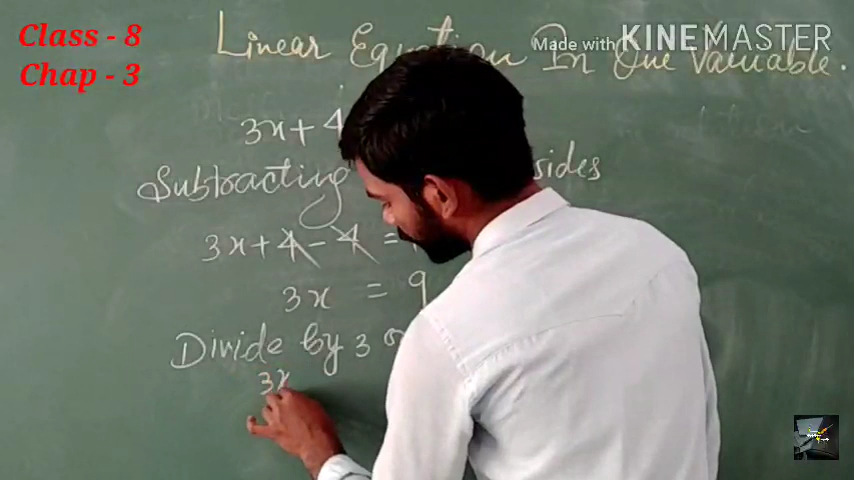 Class - 8
Chap - 3
Made with KINEMASTER
Linear Equation In One Variable.
3x+4
Subtracting sides
3x+4-4 =
3x = 9
Divide by 3
3x